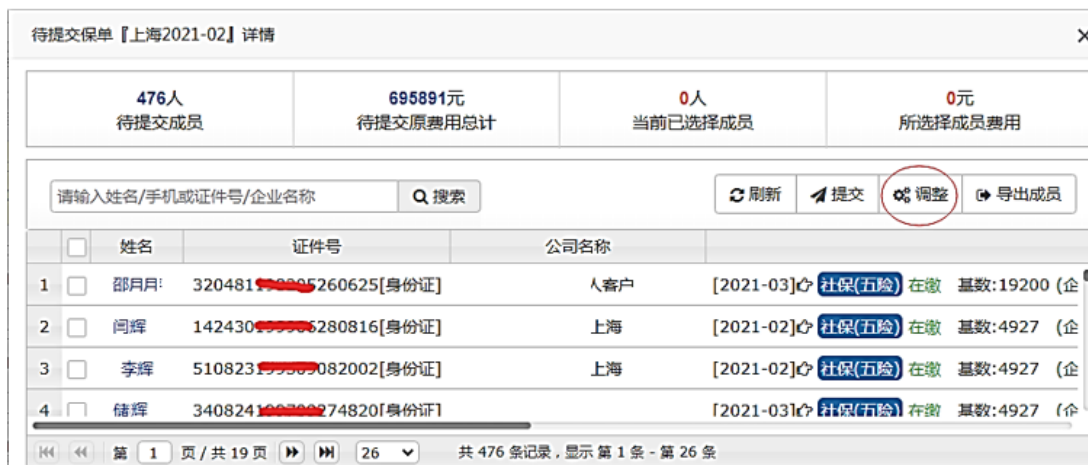 待提交保单『上海2021-02』详情
476人 695891元 0人 0元
待提交成员 待提交原费用总计 当前已选择成员 所选择成员费用
请输入姓名/手机或证件号/企业名称 搜索 刷新 提交 调整 导出成员
姓名 证件号 公司名称
1 邵月月 320481 5260625[身份证] 人客户 [2021-03] 社保(五险) 在缴 基数:19200 (企
2 闫辉 142430 280816[身份证] 上海 [2021-02] 社保(五险) 在缴 基数:4927 (企
3 李辉 510823 082002[身份证] 上海 [2021-02] 社保(五险) 在缴 基数:4927 (企
4 储辉 340824 274820[身份证] [2021-03] 社保(五险) 在缴 基数:4927 (企
第 1 页/共19页 26 共 476 条记录,显示 第 1 条 - 第 26 条